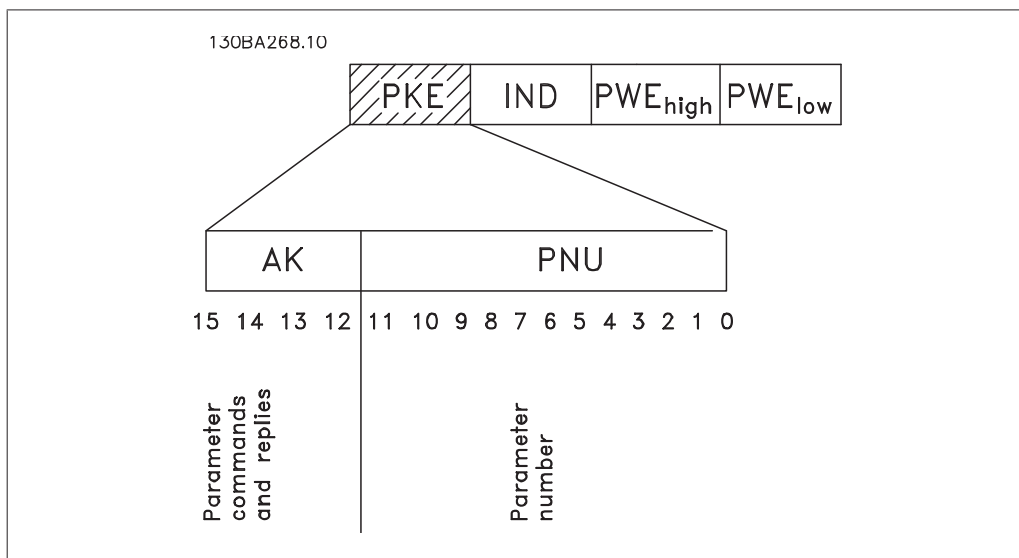 130BA268.10
PKE IND PWEhigh PWElow
AK PNU
15 14 13 12 11 10 9 8 7 6 5 4 3 2 1 0
Parameter
commands
and replies
Parameter
number